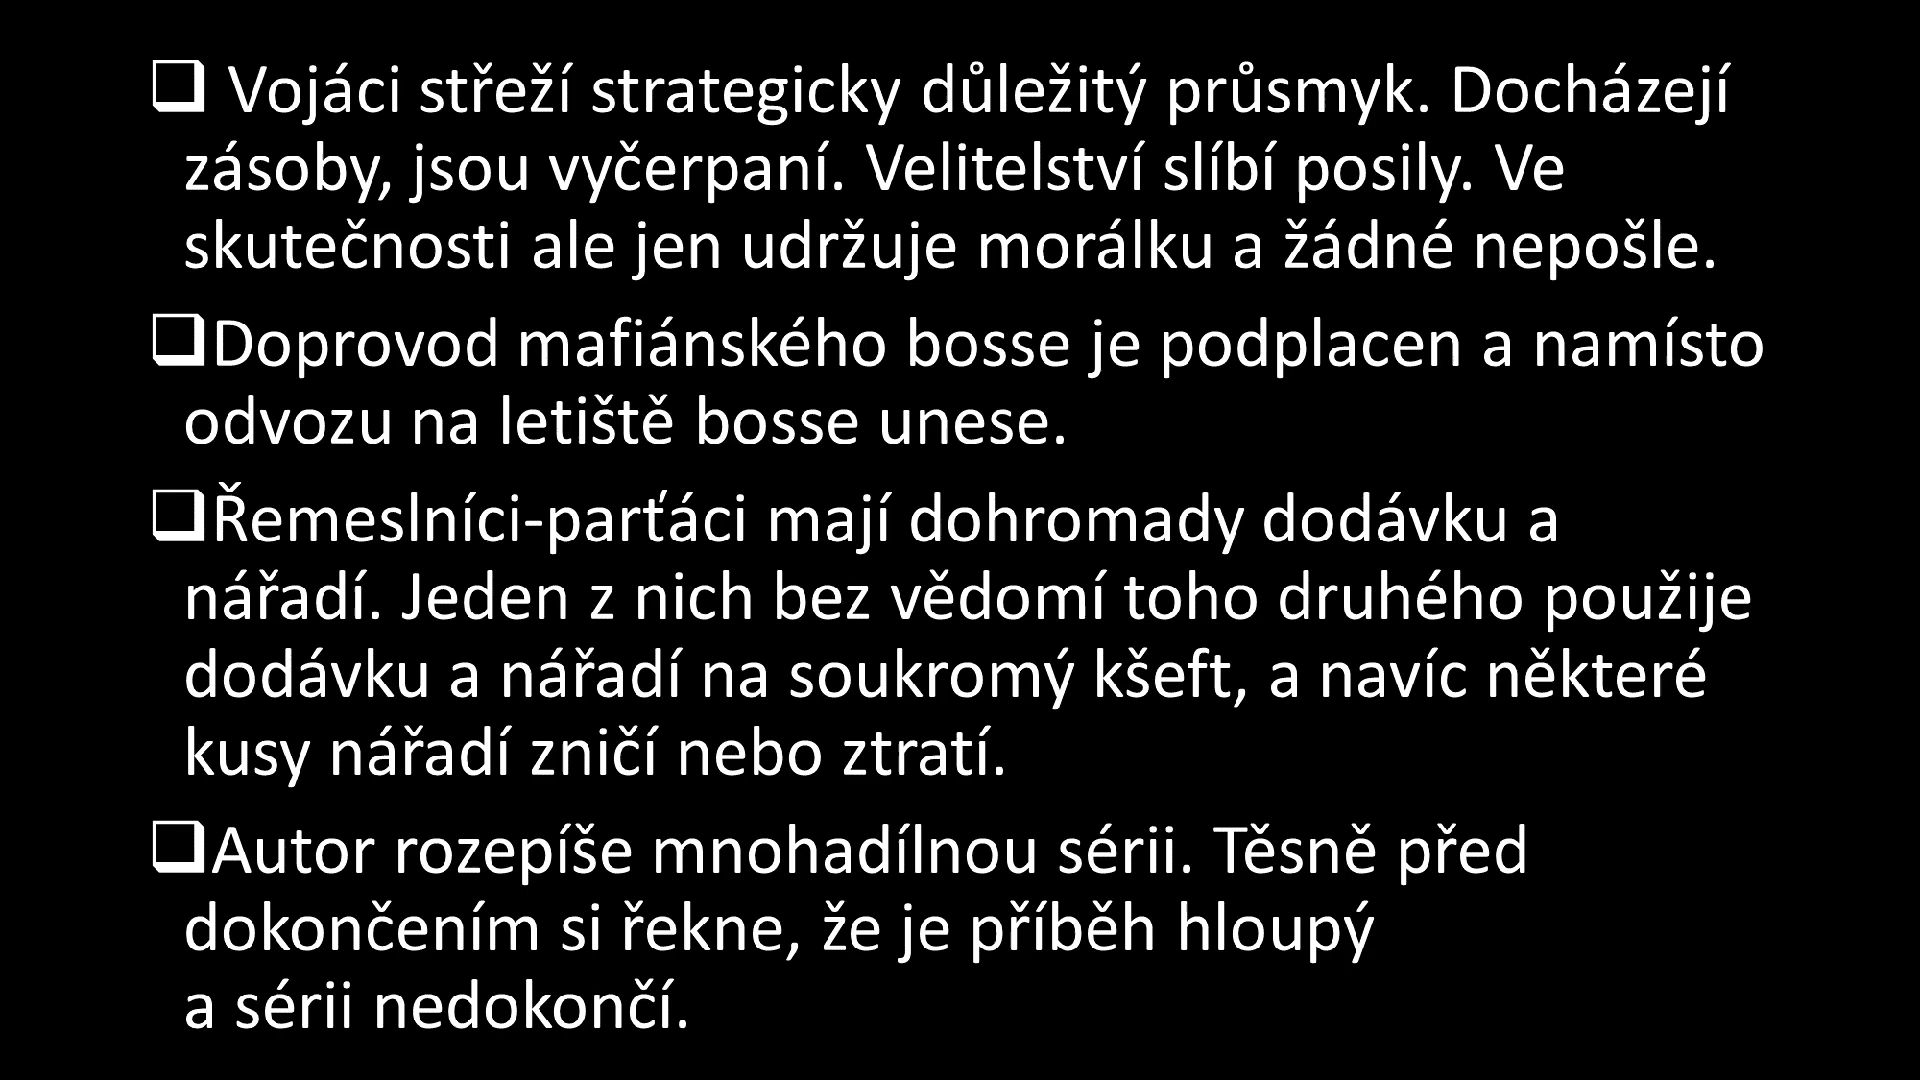 ❑ Vojáci střeží strategicky důležitý průsmyk. Docházejí
zásoby, jsou vyčerpaní. Velitelství slíbí posily. Ve
skutečnosti ale jen udržuje morálku a žádné nepošle.
❑Doprovod mafiánského bosse je podplacen a namísto
odvozu na letiště bosse unese.
❑Řemeslníci-parťáci mají dohromady dodávku a
nářadí. Jeden z nich bez vědomí toho druhého použije
dodávku a nářadí na soukromý kšeft, a navíc některé
kusy nářadí zničí nebo ztratí.
❑Autor rozepíše mnohadílnou sérii. Těsně před
dokončením si řekne, že je příběh hloupý
a sérii nedokončí.